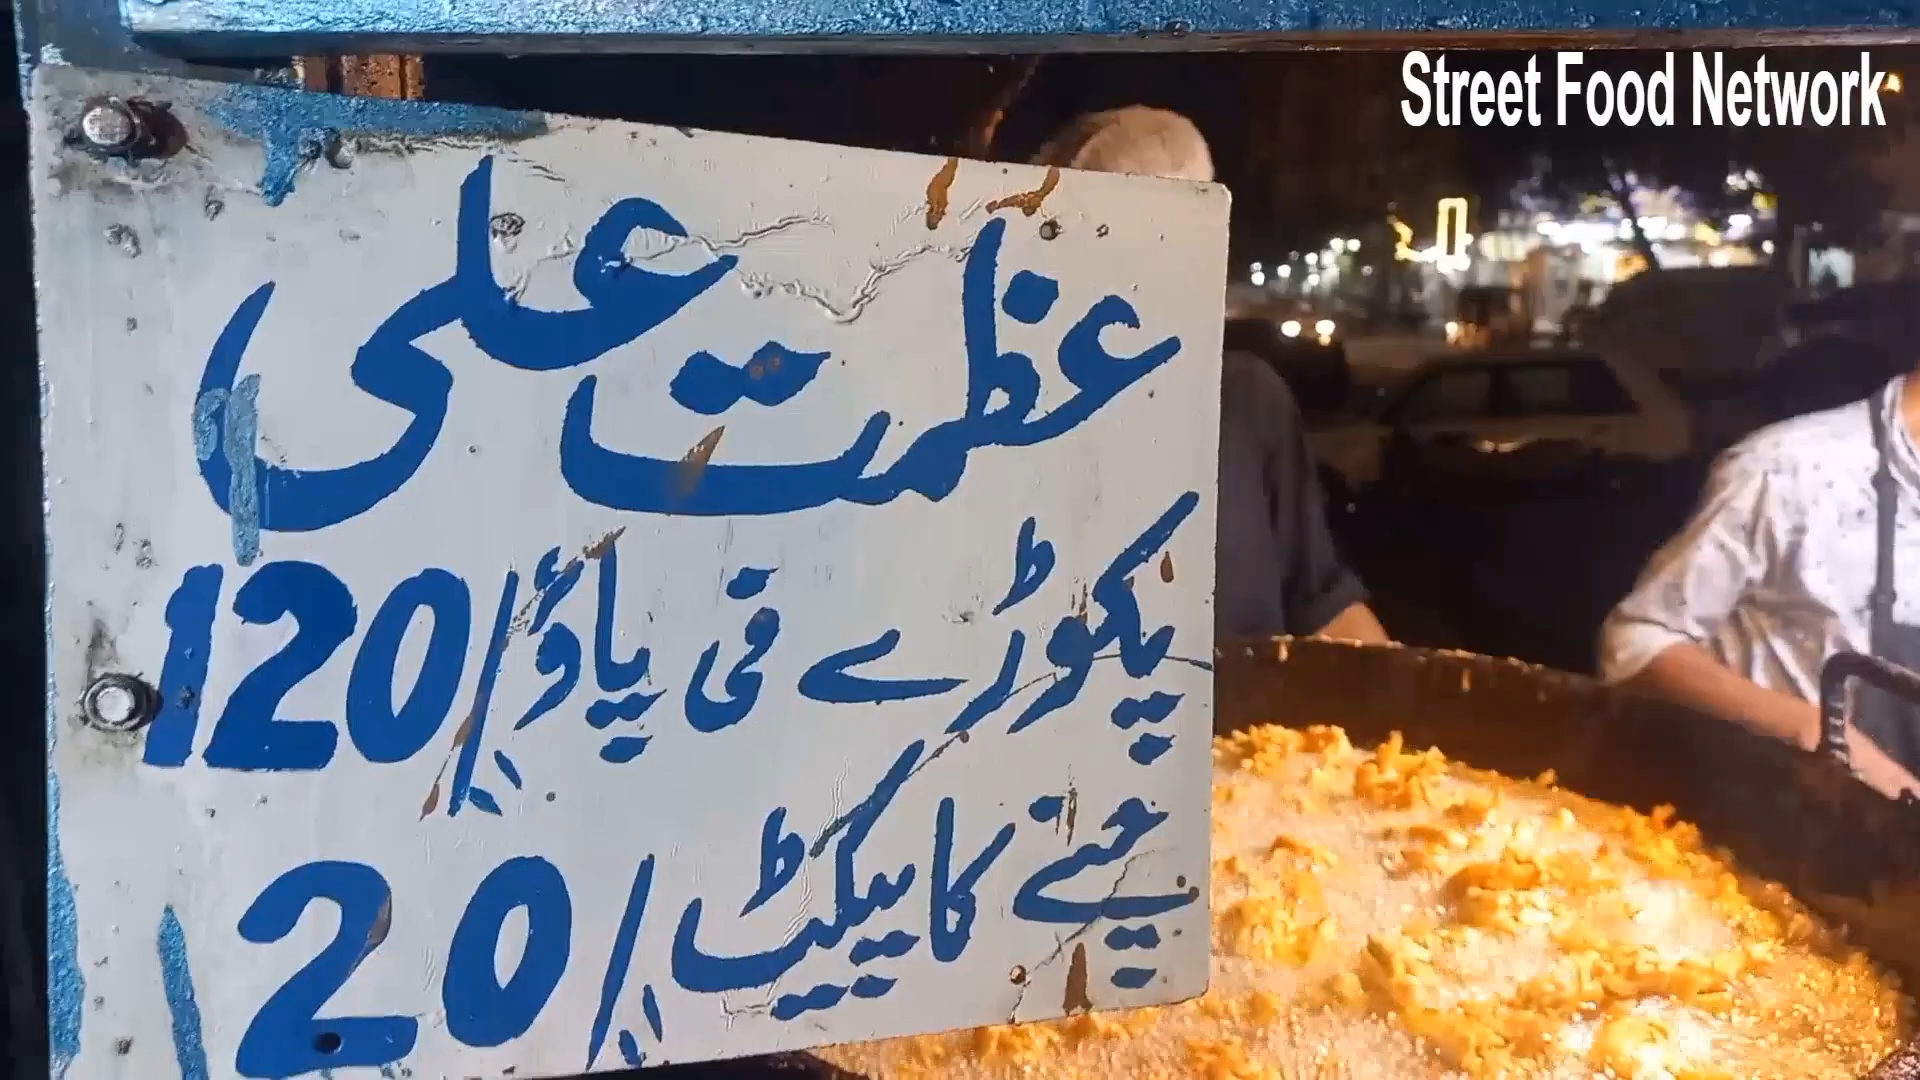 Street Food Network
عظمت علی
پکوڑے فی پاؤ 120/
چنے کا پیکٹ 20/